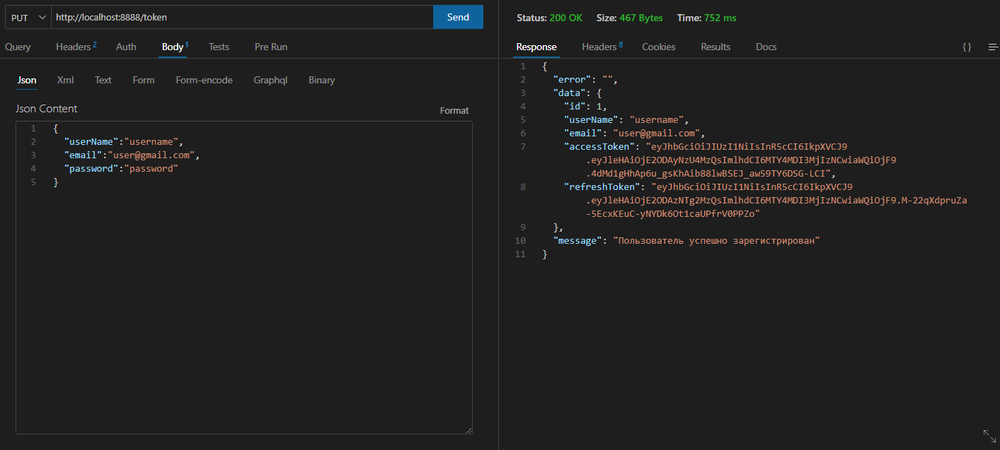 PUT http://localhost:8888/token Send
Query Headers 2 Auth Body 1 Tests Pre Run
Json Xml Text Form Form-encode Graphql Binary
Json Content Format
1 {
2 "userName":"username",
3 "email":"user@gmail.com",
4 "password":"password"
5 }
Status: 200 OK Size: 467 Bytes Time: 752 ms
Response Headers 8 Cookies Results Docs {}
1 {
2 "error": "",
3 "data": {
4 "id": 1,
5 "userName": "username",
6 "email": "user@gmail.com",
7 "accessToken": "eyJhbGciOiJIUzI1NiIsInR5cCI6IkpXVCJ9
.eyJleHAiOjE2ODAyNzU4MzQsImlhdCI6MTY4MDI3MjIzNCwiaWQiOjF9
.4dMd1gHhAp6u_gsKhAib88lwBSEJ_aw59TY6DSG-LCI",
8 "refreshToken": "eyJhbGciOiJIUzI1NiIsInR5cCI6IkpXVCJ9
.eyJleHAiOjE2ODAzNTg2MzQsImlhdCI6MTY4MDI3MjIzNCwiaWQiOjF9.M-22qXdpruZa
-5EcxKEuC-yNYDk6Ot1caUPfrV0PPZo"
9 },
10 "message": "Пользователь успешно зарегистрирован"
11 }